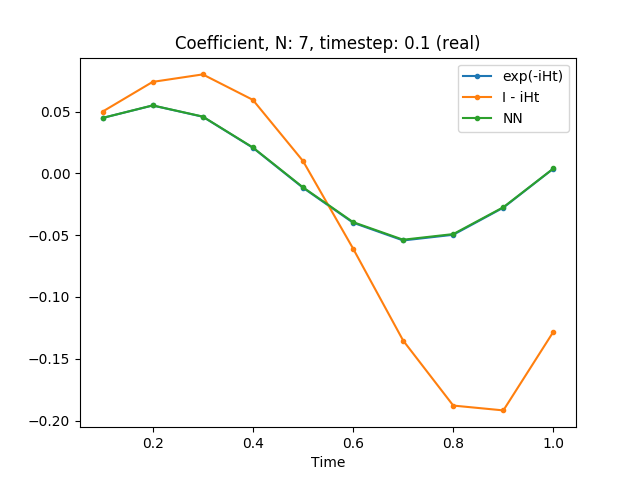 Coefficient, N: 7, timestep: 0.1 (real)
exp(-iHt)
I - iHt
NN
0.05
0.00
−0.05
−0.10
−0.15
−0.20
0.2 0.4 0.6 0.8 1.0
Time